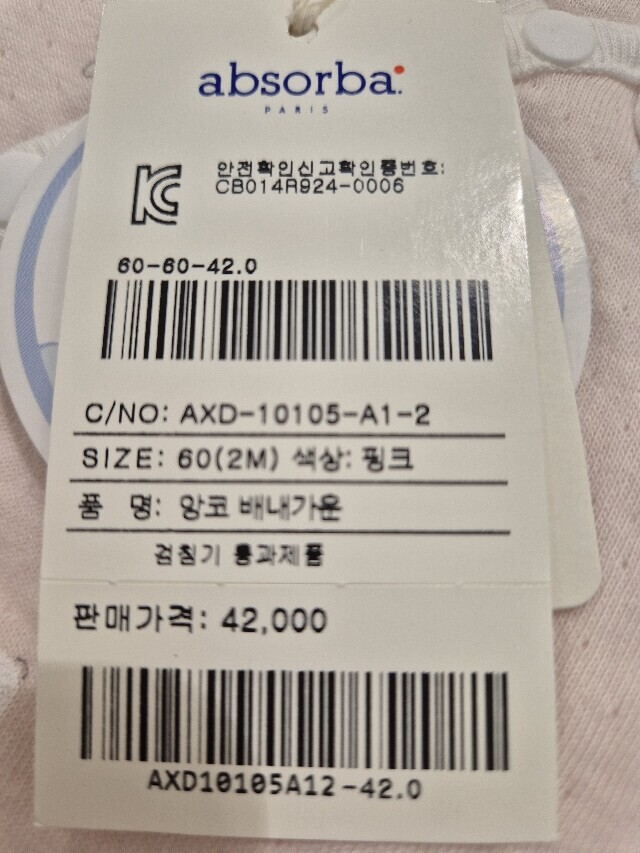 absorba.
PARIS
안전확인신고확인증번호:
CB014R924-0006
60-60-42.0
C/NO: AXD-10105-A1-2
SIZE: 60(2M) 색상: 핑크
품 명: 앙코 배내가운
검침기 통과제품
판매가격: 42,000
AXD10105A12-42.0